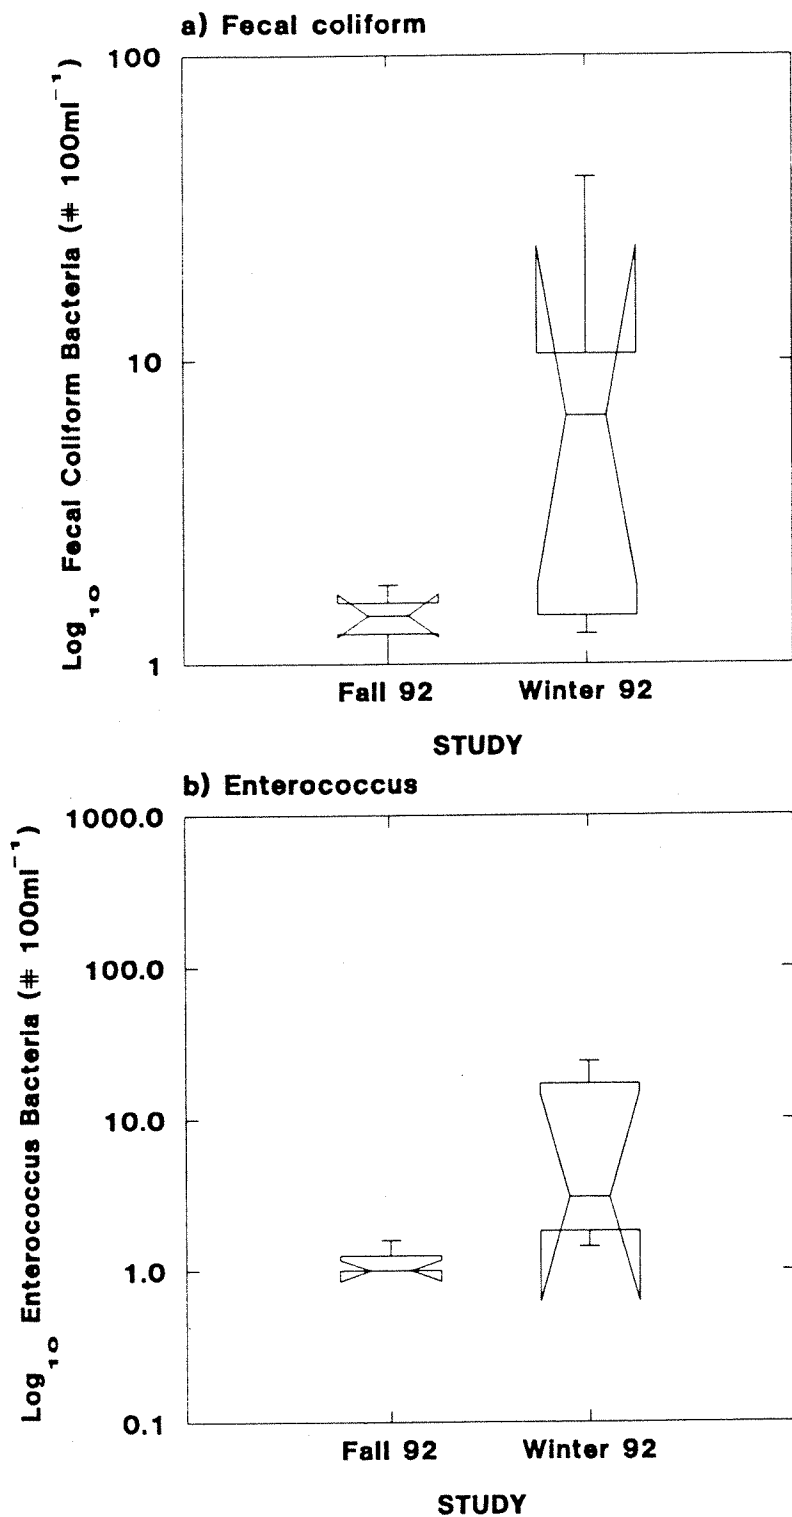 a) Fecal coliform
Log₁₀ Fecal Coliform Bacteria (# 100ml⁻¹)
100
10
1
Fall 92
Winter 92
STUDY
b) Enterococcus
Log₁₀ Enterococcus Bacteria (# 100ml⁻¹)
1000.0
100.0
10.0
1.0
0.1
Fall 92
Winter 92
STUDY